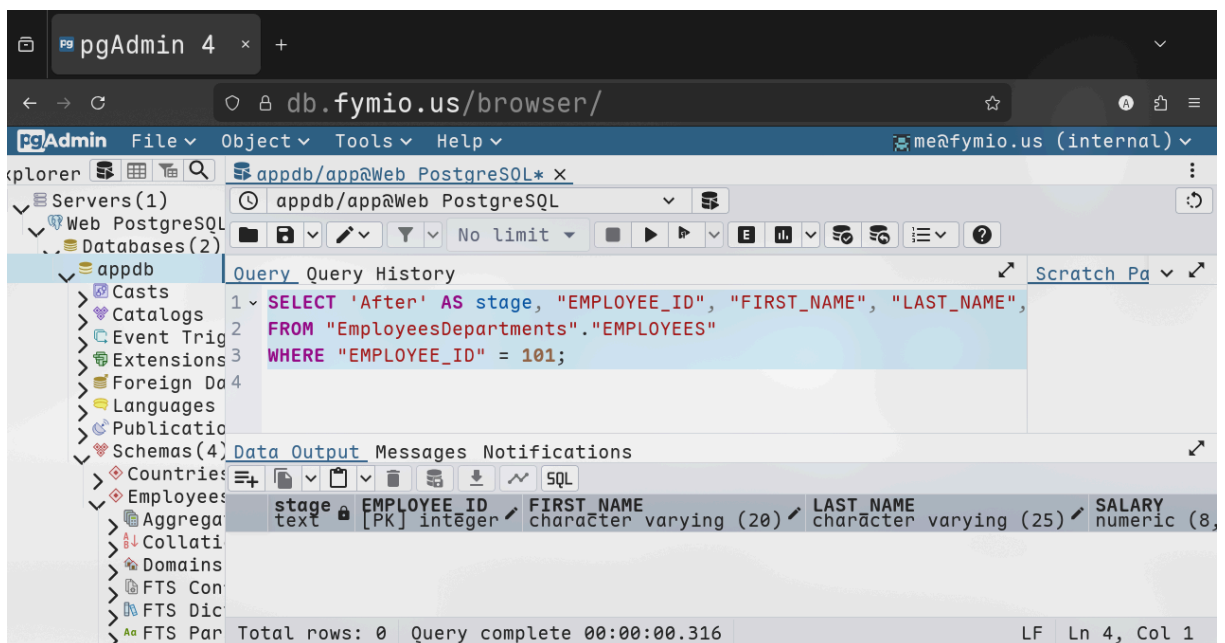 pgAdmin 4
db.fymio.us/browser/
pgAdmin File Object Tools Help me@fymio.us (internal)
xplorer
appdb/app@Web PostgreSQL*
Servers(1)
appdb/app@Web PostgreSQL
Web PostgreSQL
No limit
Databases(2)
appdb
Query Query History
Scratch Pa
Casts
1 SELECT 'After' AS stage, "EMPLOYEE_ID", "FIRST_NAME", "LAST_NAME",
Catalogs
2 FROM "EmployeesDepartments"."EMPLOYEES"
Event Trig
3 WHERE "EMPLOYEE_ID" = 101;
Extensions
4
Foreign Da
Languages
Publicatio
Schemas(4)
Data Output Messages Notifications
Countries
SQL
Employees
stage EMPLOYEE_ID FIRST_NAME LAST_NAME SALARY
text [PK] integer character varying (20) character varying (25) numeric (8,
Aggrega
Collati
Domains
FTS Con
FTS Dic
FTS Par
Total rows: 0 Query complete 00:00:00.316 LF Ln 4, Col 1